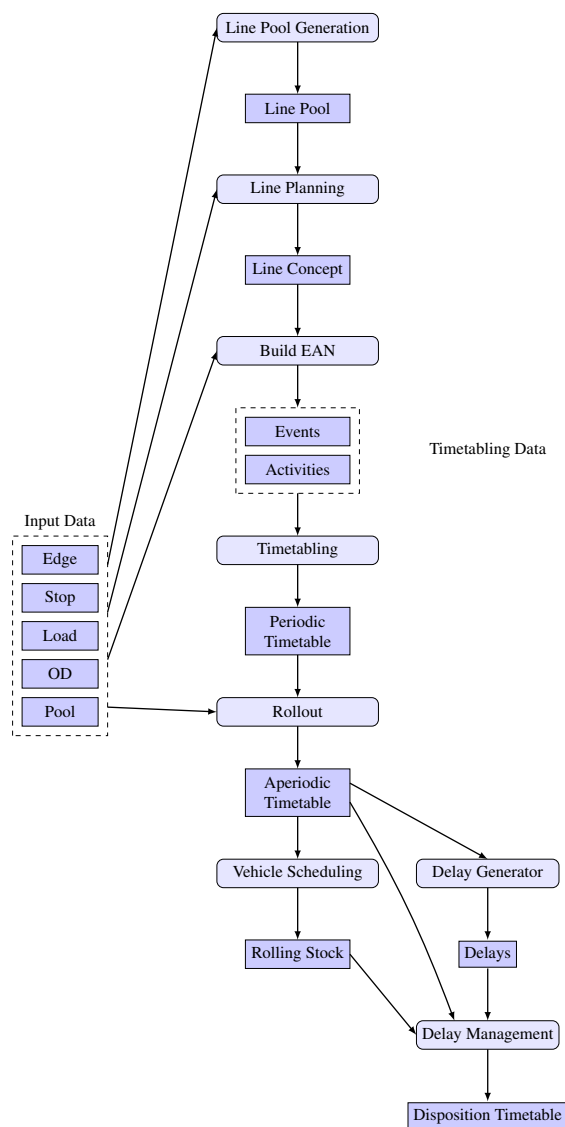 Line Pool Generation
Line Pool
Line Planning
Line Concept
Build EAN
Events
Activities
Timetabling Data
Input Data
Edge
Stop
Load
OD
Pool
Timetabling
Periodic
Timetable
Rollout
Aperiodic
Timetable
Vehicle Scheduling
Delay Generator
Rolling Stock
Delays
Delay Management
Disposition Timetable